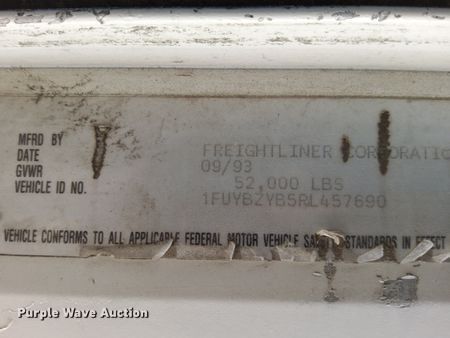 MFRD BY FREIGHTLINER CORPORATIO
DATE 09/93
GVWR 52,000 LBS
VEHICLE ID NO. 1FUYBZYB5RL457690
VEHICLE CONFORMS TO ALL APPLICABLE FEDERAL MOTOR VEHICLE SAFETY STANDARDS IN EFFECT
Purple Wave Auction